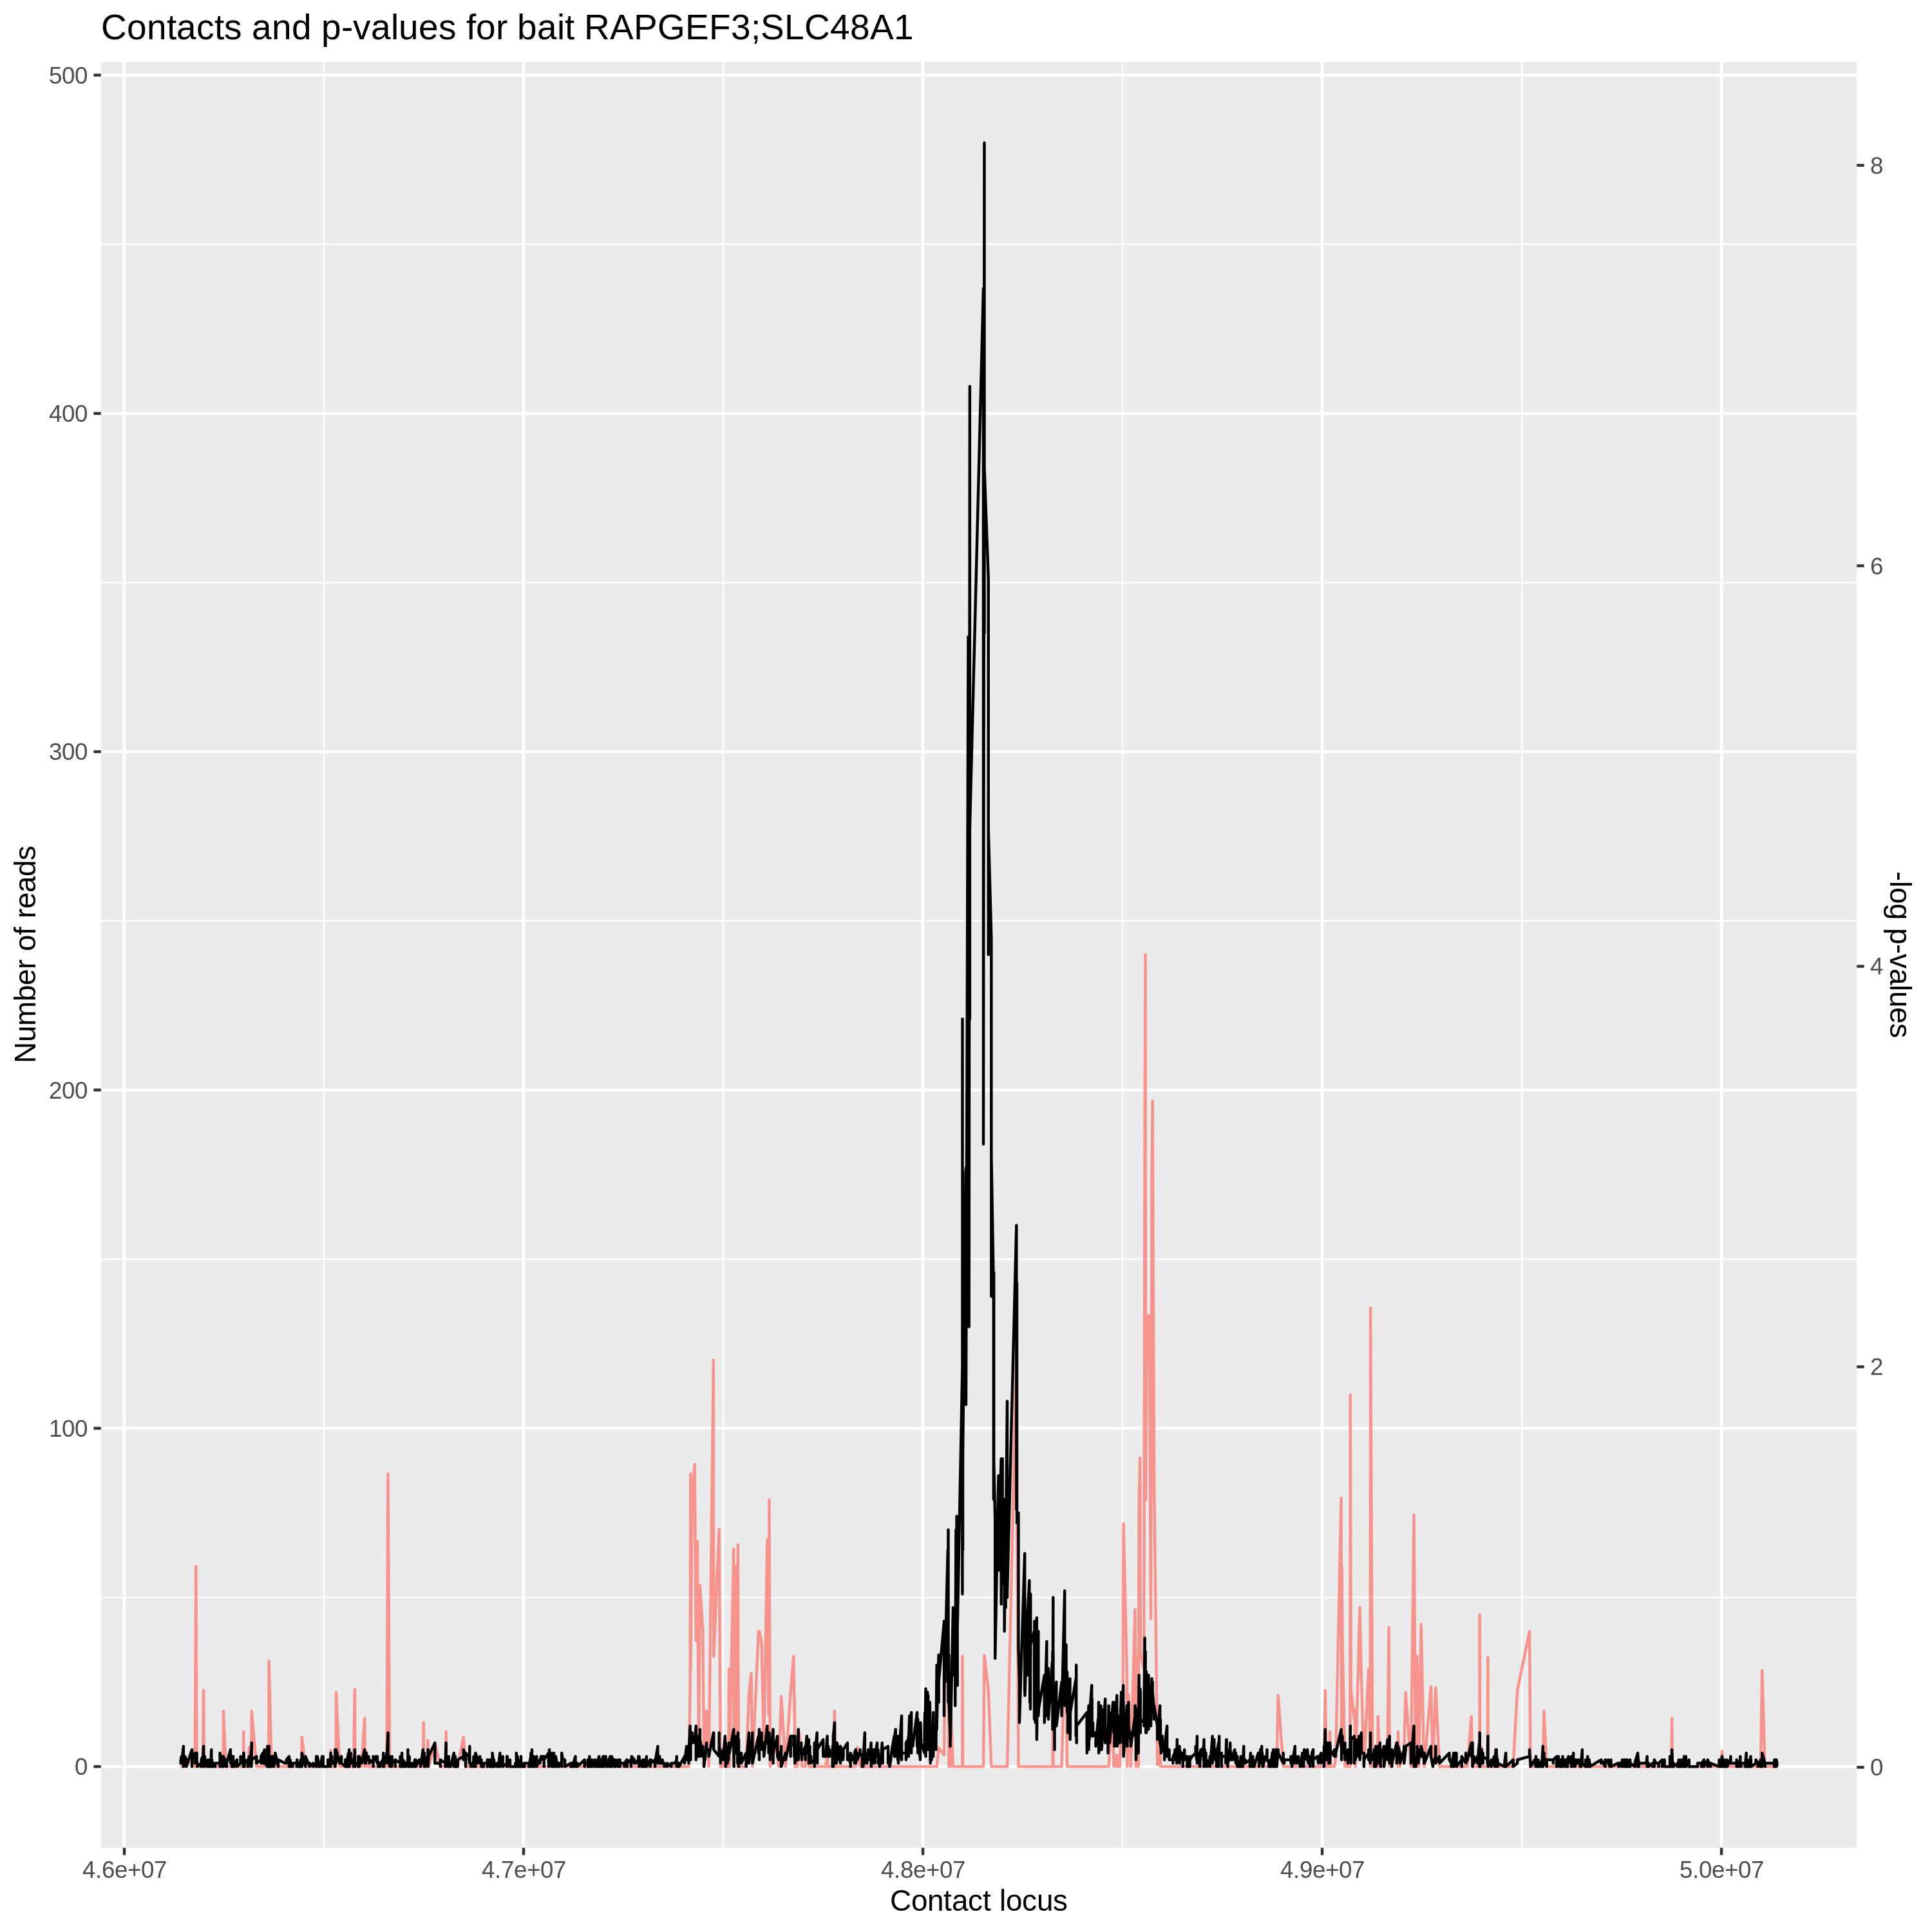 Contacts and p-values for bait RAPGEF3;SLC48A1
500
400
300
200
100
0
Number of reads
8
6
4
2
0
-log p-values
4.6e+07
4.7e+07
4.8e+07
4.9e+07
5.0e+07
Contact locus